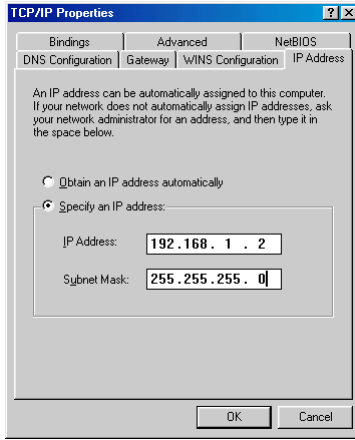 TCP/IP Properties
Bindings
Advanced
NetBIOS
DNS Configuration
Gateway
WINS Configuration
IP Address
An IP address can be automatically assigned to this computer.
If your network does not automatically assign IP addresses, ask
your network administrator for an address, and then type it in
the space below.
Obtain an IP address automatically
Specify an IP address:
IP Address:
192.168. 1 . 2
Subnet Mask:
255.255.255. 0
OK
Cancel